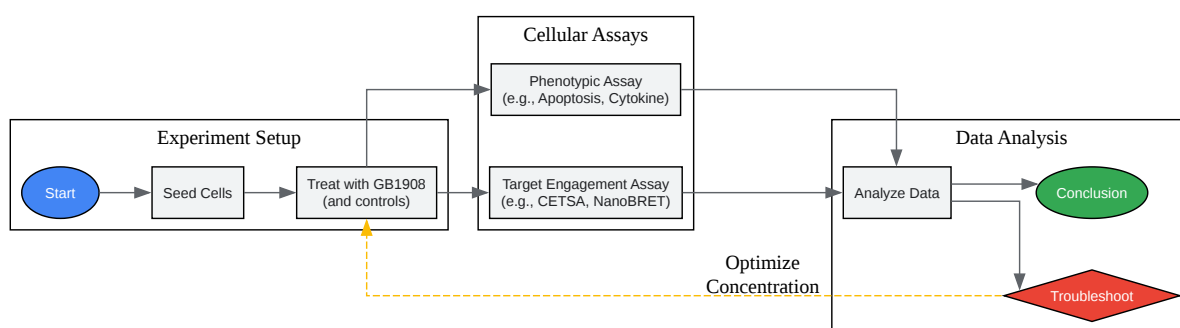 Experiment Setup
Start
Seed Cells
Treat with GB1908
(and controls)
Cellular Assays
Phenotypic Assay
(e.g., Apoptosis, Cytokine)
Target Engagement Assay
(e.g., CETSA, NanoBRET)
Data Analysis
Analyze Data
Conclusion
Troubleshoot
Optimize
Concentration